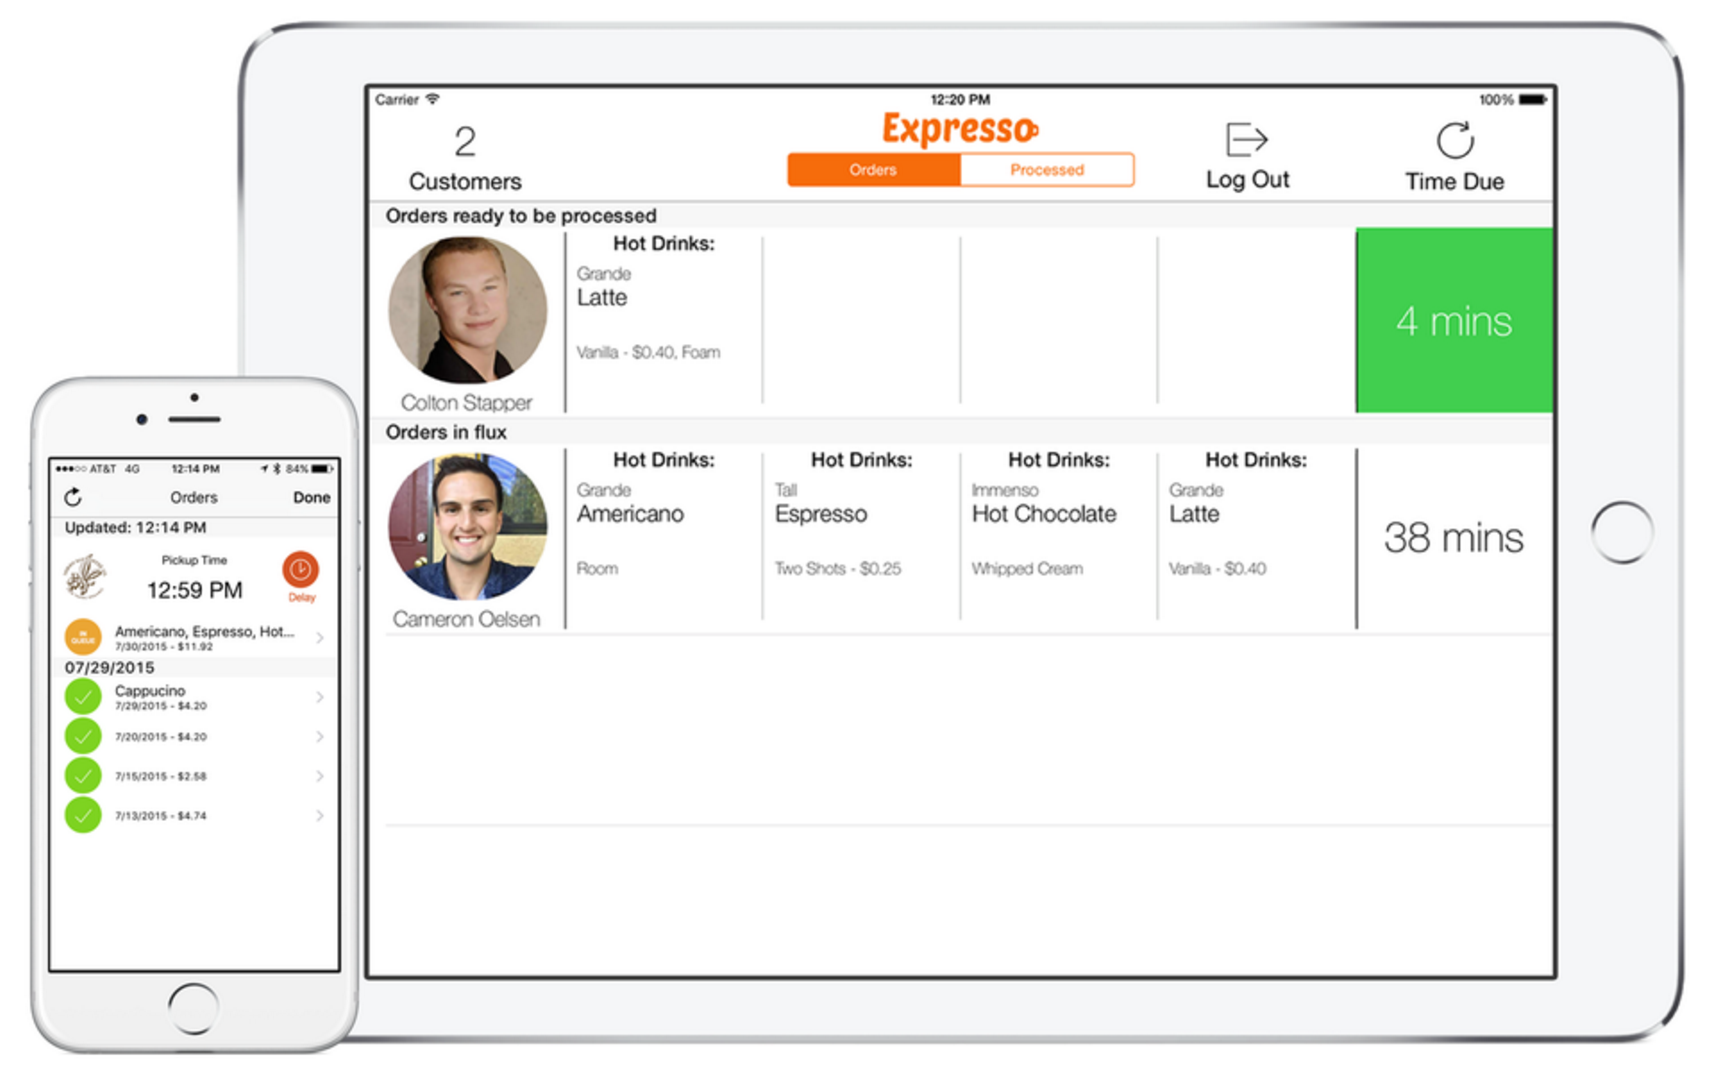 Carrier 12:20 PM 100%
2
Customers
Expresso
Orders Processed
Log Out
Time Due
Orders ready to be processed
Colton Stapper
Hot Drinks:
Grande
Latte
Vanilla - $0.40, Foam
4 mins
Orders in flux
Cameron Oelsen
Hot Drinks:
Grande
Americano
Room
Hot Drinks:
Tall
Espresso
Two Shots - $0.25
Hot Drinks:
Immenso
Hot Chocolate
Whipped Cream
Hot Drinks:
Grande
Latte
Vanilla - $0.40
38 mins
AT&T 4G 12:14 PM 84%
Orders Done
Updated: 12:14 PM
Pickup Time
12:59 PM
Delay
IN
QUEUE
Americano, Espresso, Hot...
7/30/2015 - $11.92
07/29/2015
Cappucino
7/29/2015 - $4.20
7/20/2015 - $4.20
7/15/2015 - $2.58
7/13/2015 - $4.74